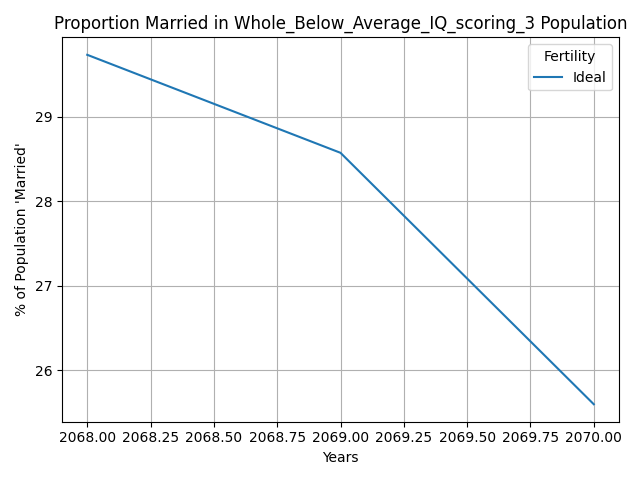 Proportion Married in Whole_Below_Average_IQ_scoring_3 Population
Fertility
Ideal
% of Population 'Married'
29
28
27
26
2068.00 2068.25 2068.50 2068.75 2069.00 2069.25 2069.50 2069.75 2070.00
Years